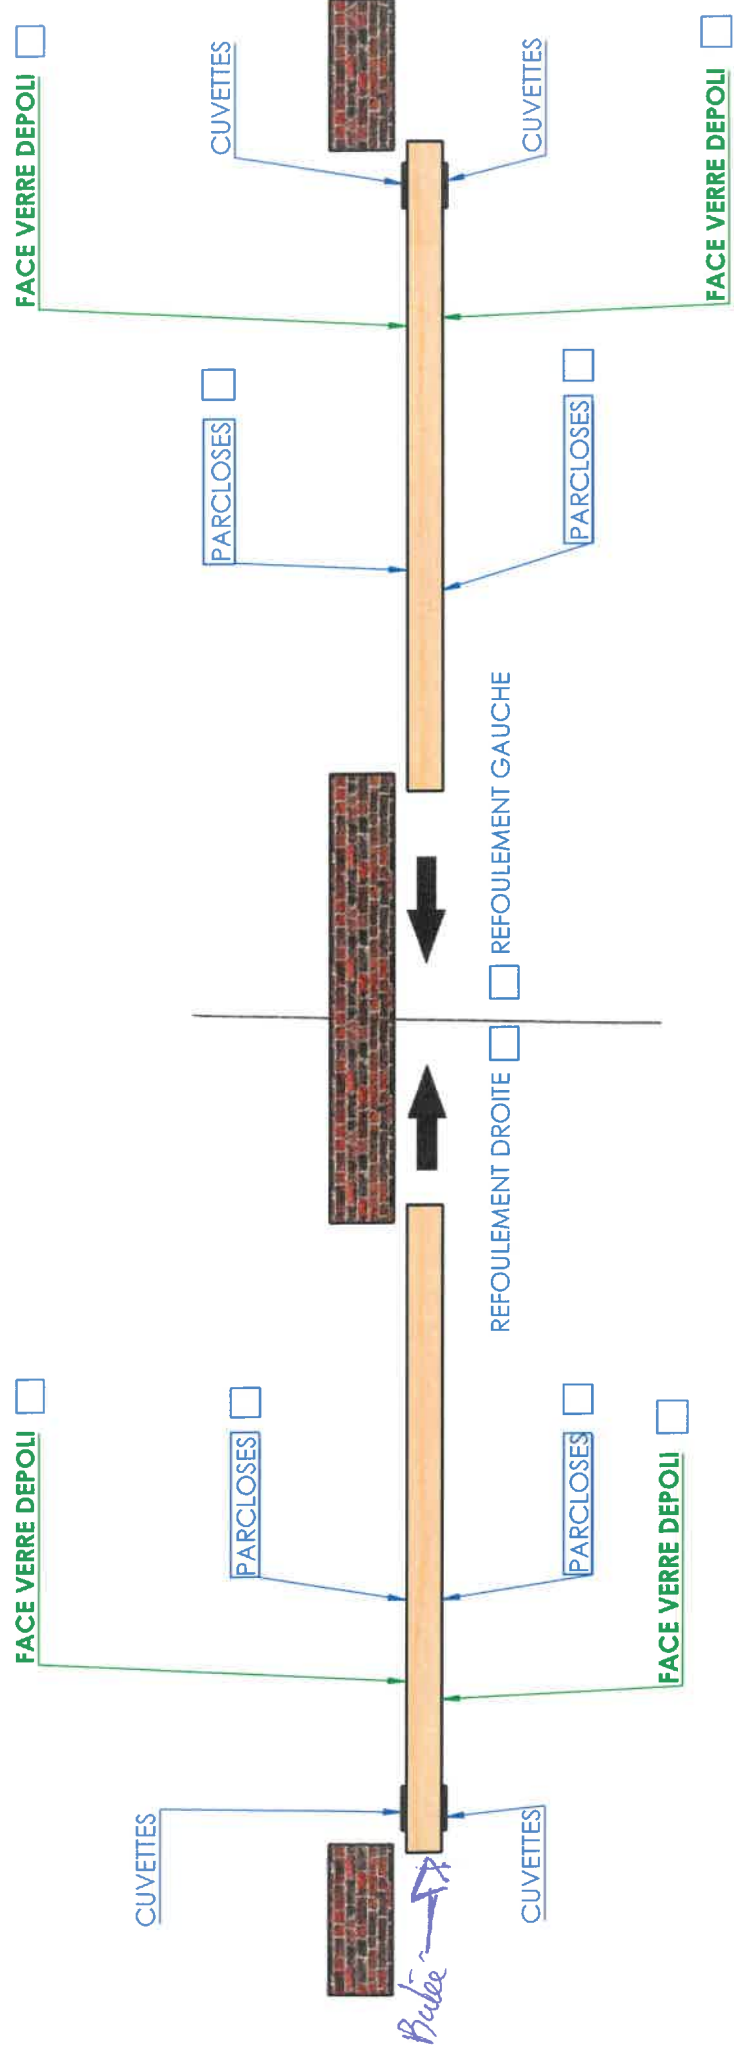 FACE VERRE DEPOLI
FACE VERRE DEPOLI
CUVETTES
PARCLOSES
PARCLOSES
CUVETTES
Butée
REFOULEMENT DROITE
REFOULEMENT GAUCHE
CUVETTES
PARCLOSES
PARCLOSES
CUVETTES
FACE VERRE DEPOLI
FACE VERRE DEPOLI